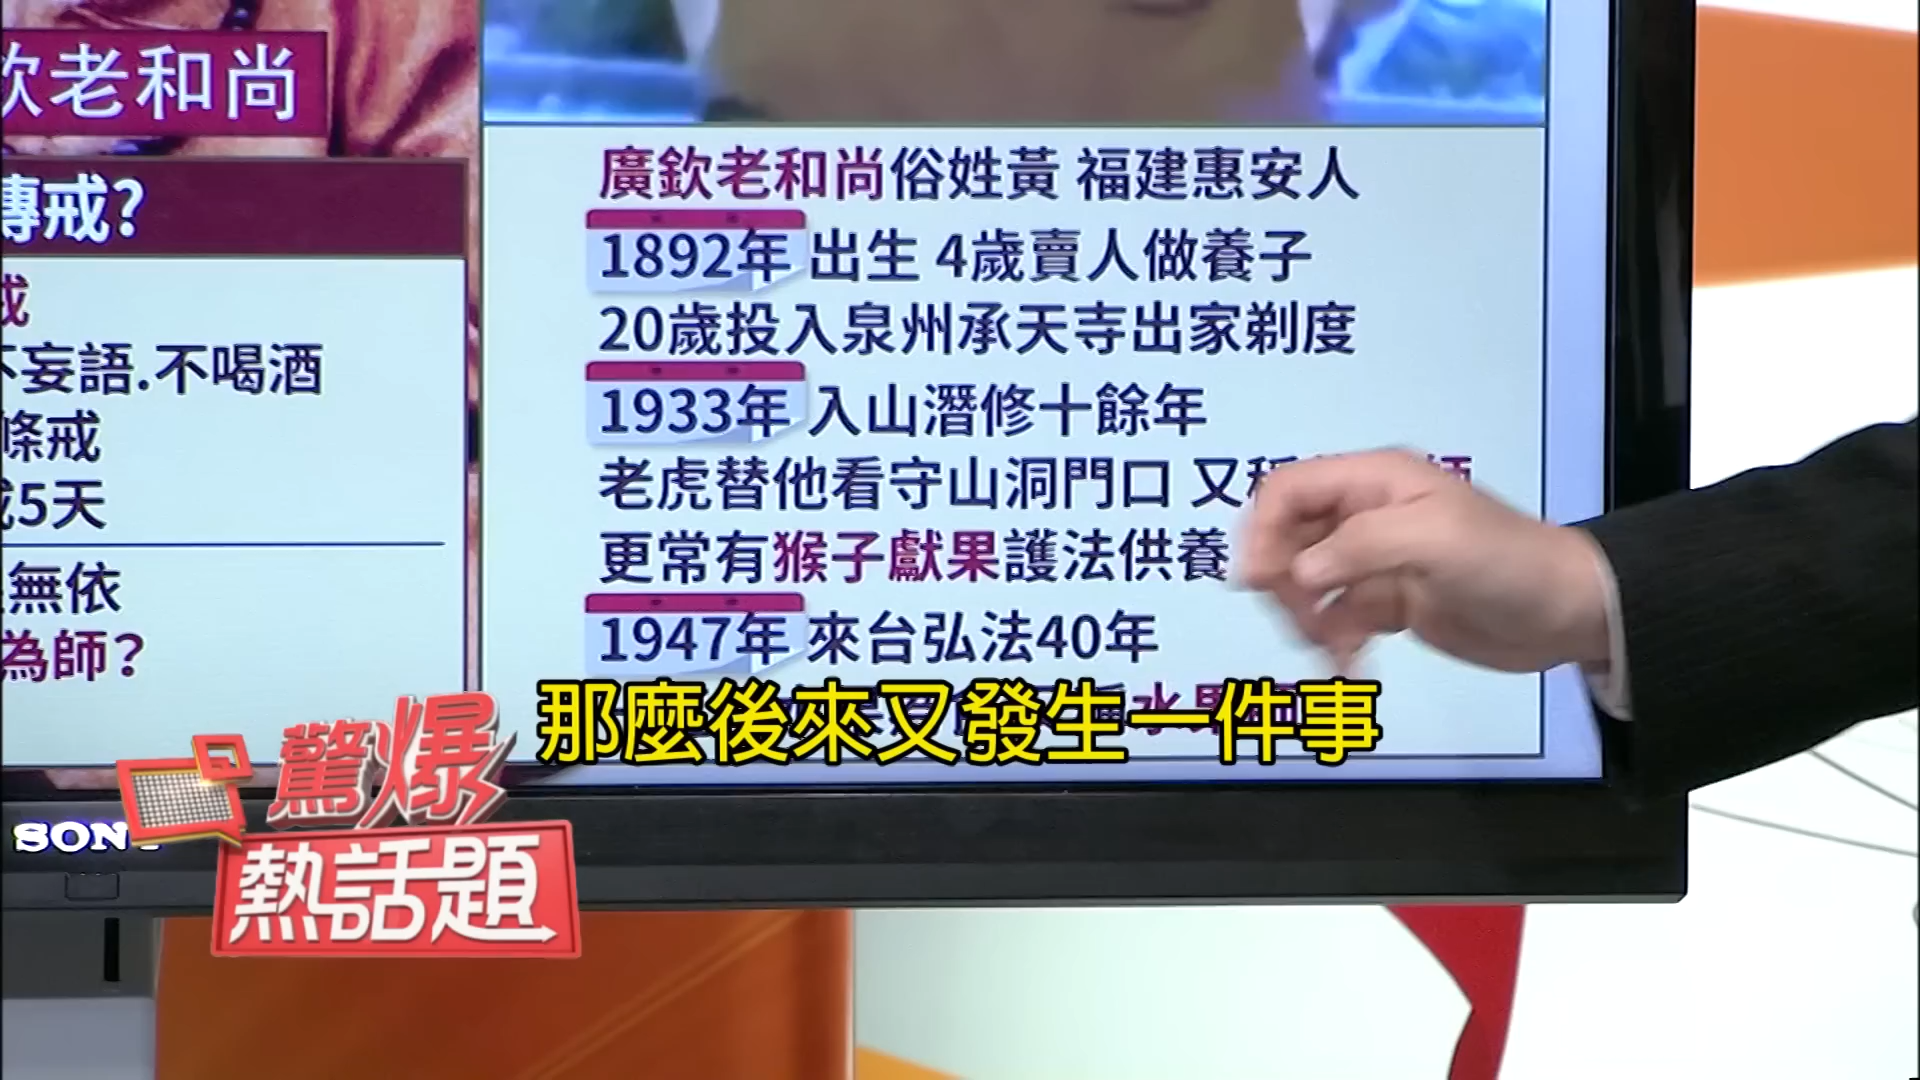 欽老和尚
傳戒?
戒
不妄語.不喝酒
條戒
戒5天
無依
為師?
廣欽老和尚俗姓黃 福建惠安人
1892年 出生 4歲賣人做養子
20歲投入泉州承天寺出家剃度
1933年 入山潛修十餘年
老虎替他看守山洞門口 又稱 師
更常有猴子獻果護法供養
1947年 來台弘法40年
水果師
那麼後來又發生一件事
驚爆
熱話題
SONY